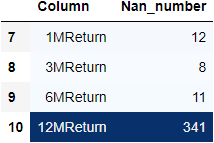 Column Nan_number
7 1MReturn 12
8 3MReturn 8
9 6MReturn 11
10 12MReturn 341